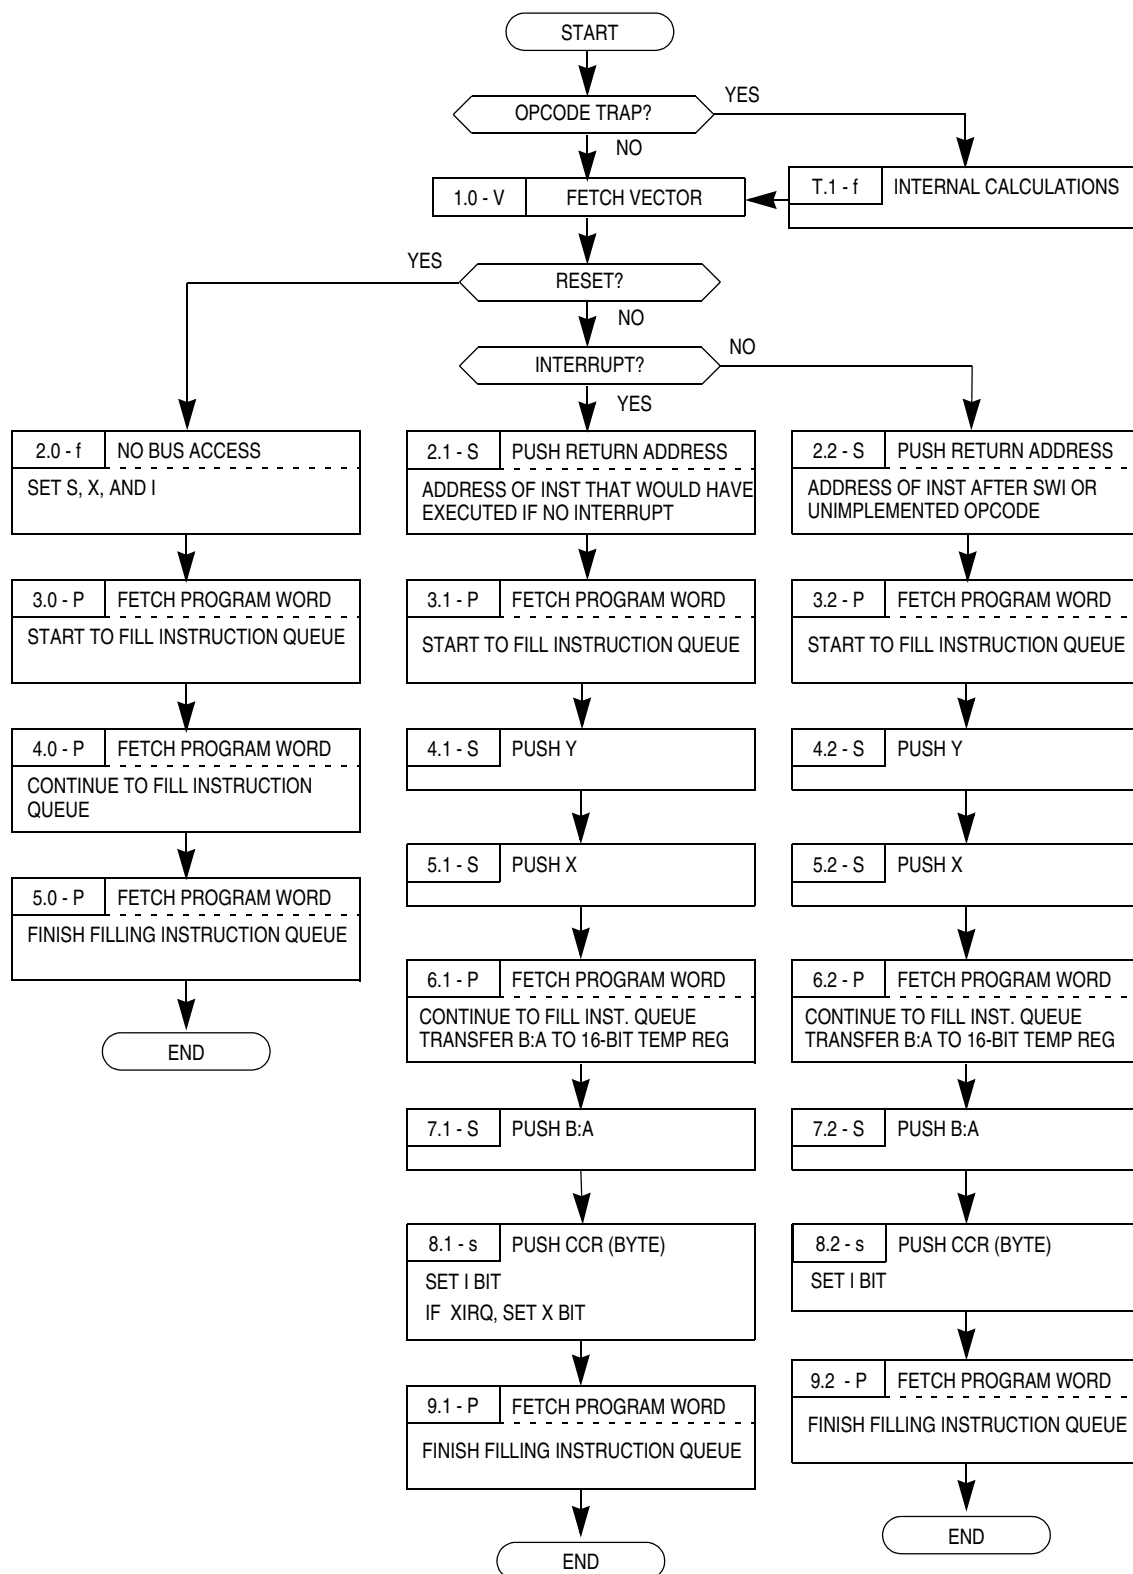 START
OPCODE TRAP?
YES
NO
1.0 - V FETCH VECTOR
T.1 - f INTERNAL CALCULATIONS
YES
RESET?
NO
INTERRUPT?
NO
YES
2.0 - f NO BUS ACCESS
SET S, X, AND I
3.0 - P FETCH PROGRAM WORD
START TO FILL INSTRUCTION QUEUE
4.0 - P FETCH PROGRAM WORD
CONTINUE TO FILL INSTRUCTION
QUEUE
5.0 - P FETCH PROGRAM WORD
FINISH FILLING INSTRUCTION QUEUE
END
2.1 - S PUSH RETURN ADDRESS
ADDRESS OF INST THAT WOULD HAVE
EXECUTED IF NO INTERRUPT
3.1 - P FETCH PROGRAM WORD
START TO FILL INSTRUCTION QUEUE
4.1 - S PUSH Y
5.1 - S PUSH X
6.1 - P FETCH PROGRAM WORD
CONTINUE TO FILL INST. QUEUE
TRANSFER B:A TO 16-BIT TEMP REG
7.1 - S PUSH B:A
8.1 - s PUSH CCR (BYTE)
SET I BIT
IF XIRQ, SET X BIT
9.1 - P FETCH PROGRAM WORD
FINISH FILLING INSTRUCTION QUEUE
END
2.2 - S PUSH RETURN ADDRESS
ADDRESS OF INST AFTER SWI OR
UNIMPLEMENTED OPCODE
3.2 - P FETCH PROGRAM WORD
START TO FILL INSTRUCTION QUEUE
4.2 - S PUSH Y
5.2 - S PUSH X
6.2 - P FETCH PROGRAM WORD
CONTINUE TO FILL INST. QUEUE
TRANSFER B:A TO 16-BIT TEMP REG
7.2 - S PUSH B:A
8.2 - s PUSH CCR (BYTE)
SET I BIT
9.2 - P FETCH PROGRAM WORD
FINISH FILLING INSTRUCTION QUEUE
END